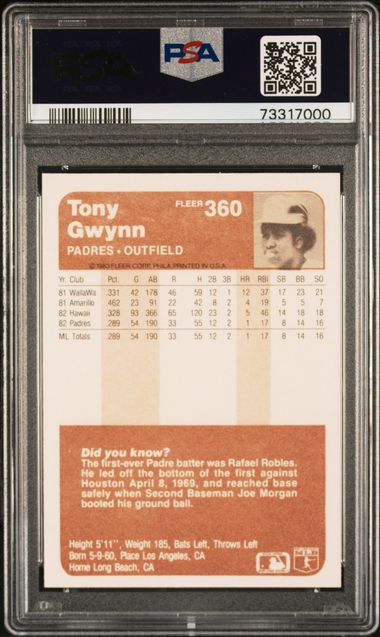 PSA
PSA
73317000
Tony
Gwynn
FLEER 360
PADRES • OUTFIELD
© 1983 FLEER CORP. PHILA. PRINTED IN U.S.A.
Yr. Club Pct. G AB R H 2B 3B HR RBI SB BB SO
81 WallaWa .331 42 178 46 59 12 1 12 37 17 23 21
81 Amarillo .462 23 91 22 42 8 2 4 19 5 5 7
82 Hawaii .328 93 366 65 120 23 2 5 46 14 18 18
82 Padres .289 54 190 33 55 12 2 1 17 8 14 16
ML Totals .289 54 190 33 55 12 2 1 17 8 14 16
Did you know?
The first-ever Padre batter was Rafael Robles.
He led off the bottom of the first against
Houston April 8, 1969, and reached base
safely when Second Baseman Joe Morgan
booted his ground ball.
Height 5'11", Weight 185, Bats Left, Throws Left
Born 5-9-60, Place Los Angeles, CA
Home Long Beach, CA